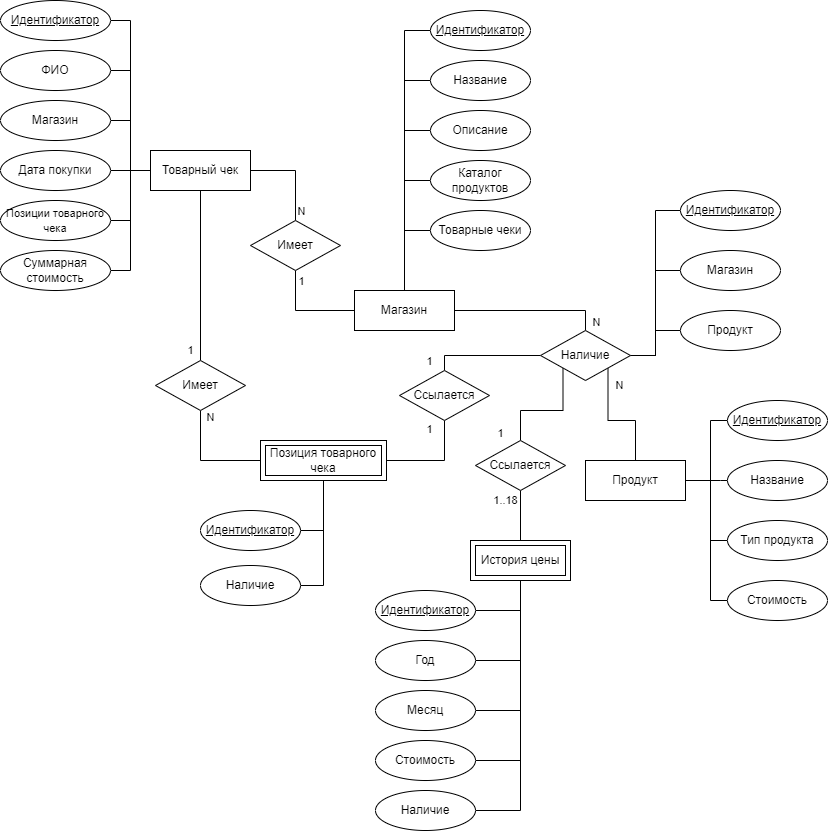 Идентификатор
ФИО
Магазин
Дата покупки
Позиции товарного
чека
Суммарная
стоимость
Товарный чек
N
Имеет
1
Идентификатор
Название
Описание
Каталог
продуктов
Товарные чеки
Магазин
N
Наличие
N
Идентификатор
Магазин
Продукт
1
Имеет
N
1
Ссылается
1
Позиция товарного
чека
Идентификатор
Наличие
1
Ссылается
1..18
История цены
Идентификатор
Год
Месяц
Стоимость
Наличие
Продукт
Идентификатор
Название
Тип продукта
Стоимость